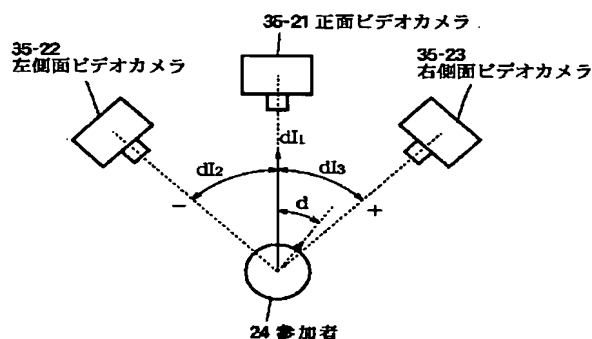 35-21 正面ビデオカメラ
35-22
左側面ビデオカメラ
35-23
右側面ビデオカメラ
dI₁
dI₂
dI₃
d
−
+
24 参加者